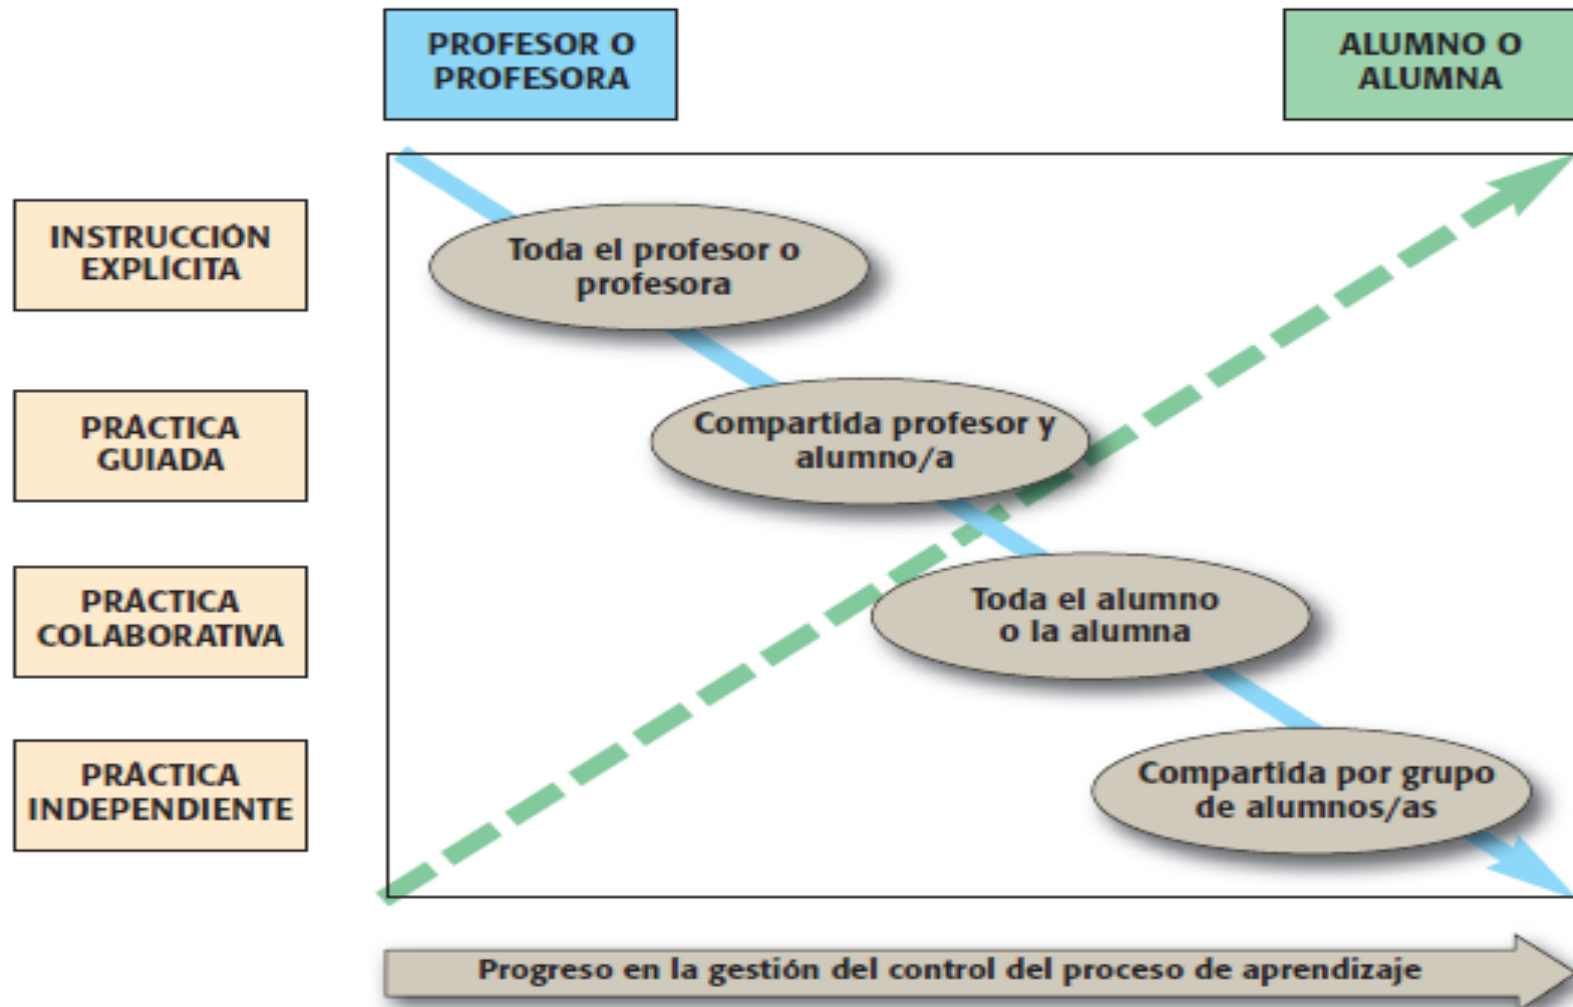 PROFESOR O
PROFESORA
ALUMNO O
ALUMNA
INSTRUCCIÓN
EXPLÍCITA
Toda el profesor o
profesora
PRÁCTICA
GUIADA
Compartida profesor y
alumno/a
PRÁCTICA
COLABORATIVA
Toda el alumno
o la alumna
PRÁCTICA
INDEPENDIENTE
Compartida por grupo
de alumnos/as
Progreso en la gestión del control del proceso de aprendizaje